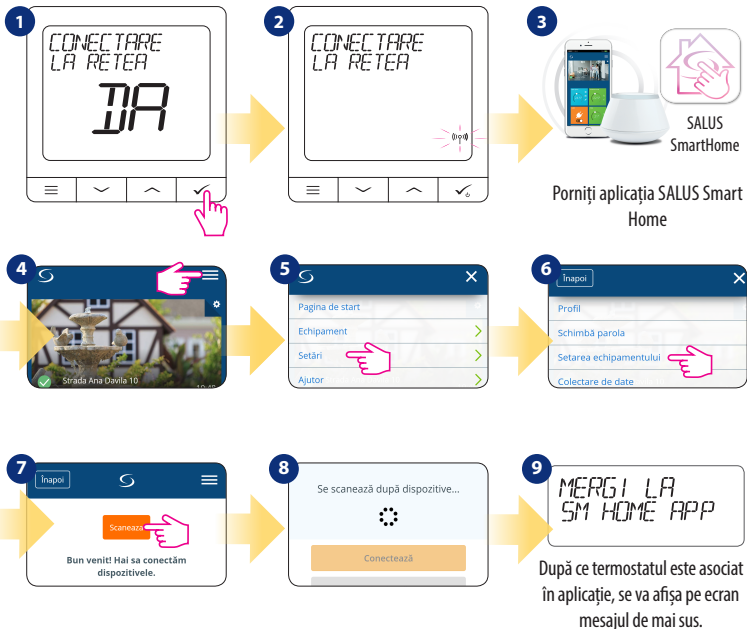 1
CONECTARE
LA RETEA
DA
2
CONECTARE
LA RETEA
3
SALUS
SmartHome
Porniți aplicația SALUS Smart
Home
4
Strada Ana Davila 10
5
Pagina de start
Echipament
Setări
Ajutor
6
Înapoi
Profil
Schimbă parola
Setarea echipamentului
Colectare de date
7
Înapoi
Scanează
Bun venit! Hai sa conectăm
dispozitivele.
8
Se scanează după dispozitive...
Conectează
9
MERGI LA
SM HOME APP
După ce termostatul este asociat
în aplicație, se va afișa pe ecran
mesajul de mai sus.